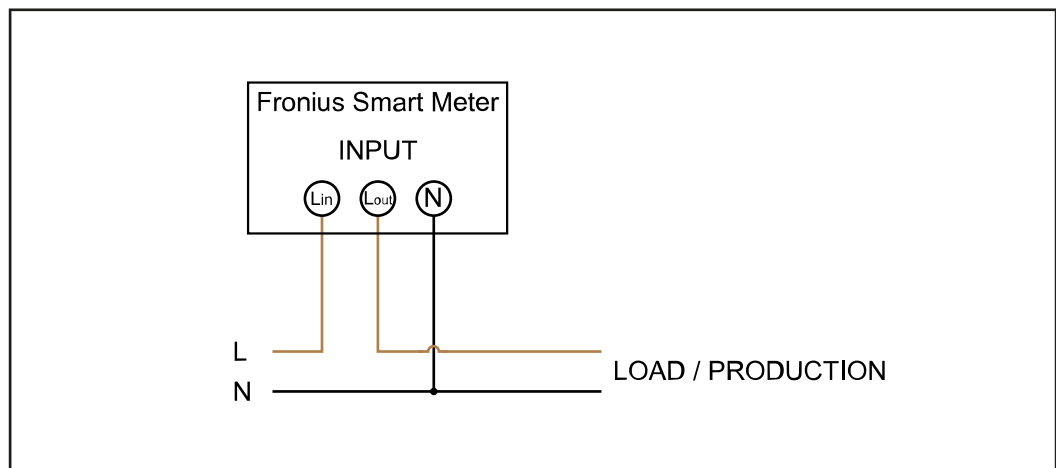 Fronius Smart Meter
INPUT
Lin Lout N
L
N
LOAD / PRODUCTION